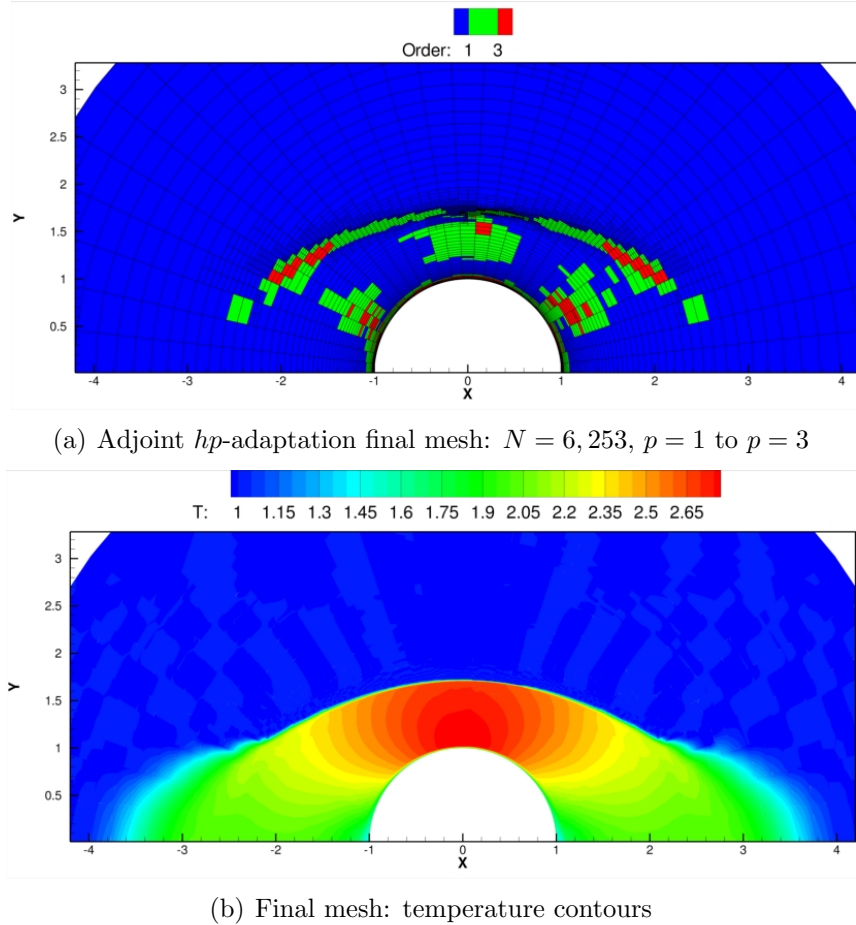 Order: 1 3
3
2.5
2
Y
1.5
1
0.5
-4 -3 -2 -1 0 1 2 3 4
X
(a) Adjoint hp-adaptation final mesh: N = 6, 253, p = 1 to p = 3
T: 1 1.15 1.3 1.45 1.6 1.75 1.9 2.05 2.2 2.35 2.5 2.65
3
2.5
2
Y
1.5
1
0.5
-4 -3 -2 -1 0 1 2 3 4
X
(b) Final mesh: temperature contours